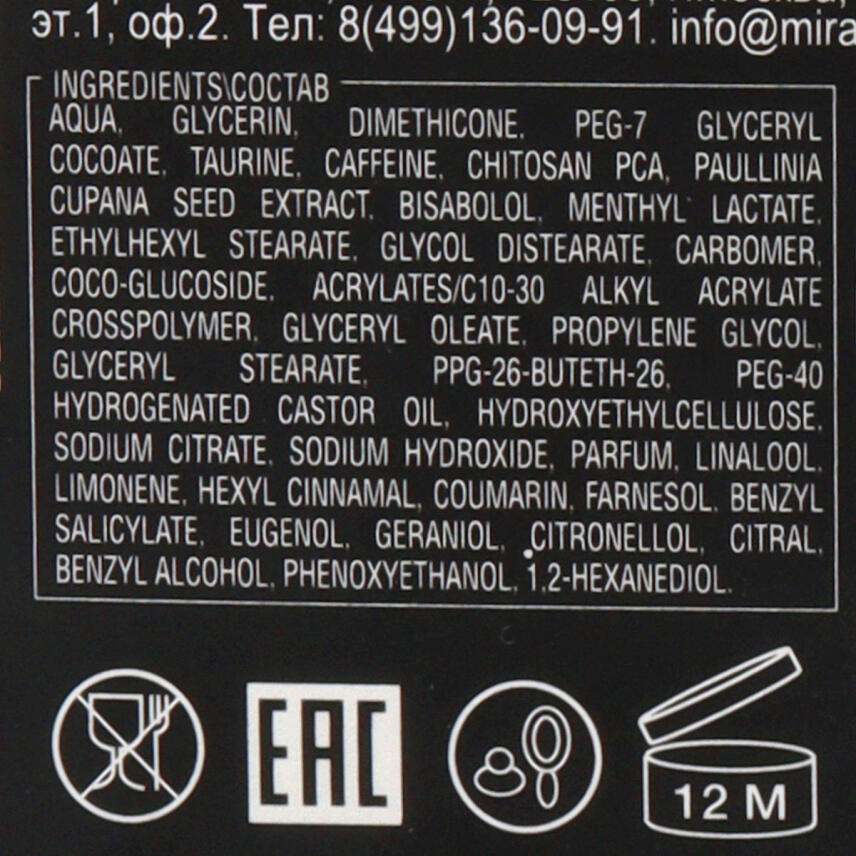 эт.1, оф.2. Тел: 8(499)136-09-91. info@mira
INGREDIENTS\СОСТАВ
AQUA, GLYCERIN, DIMETHICONE, PEG-7 GLYCERYL
COCOATE, TAURINE, CAFFEINE, CHITOSAN PCA, PAULLINIA
CUPANA SEED EXTRACT, BISABOLOL, MENTHYL LACTATE,
ETHYLHEXYL STEARATE, GLYCOL DISTEARATE, CARBOMER,
COCO-GLUCOSIDE, ACRYLATES/C10-30 ALKYL ACRYLATE
CROSSPOLYMER, GLYCERYL OLEATE, PROPYLENE GLYCOL,
GLYCERYL STEARATE, PPG-26-BUTETH-26, PEG-40
HYDROGENATED CASTOR OIL, HYDROXYETHYLCELLULOSE,
SODIUM CITRATE, SODIUM HYDROXIDE, PARFUM, LINALOOL,
LIMONENE, HEXYL CINNAMAL, COUMARIN, FARNESOL, BENZYL
SALICYLATE, EUGENOL, GERANIOL, CITRONELLOL, CITRAL,
BENZYL ALCOHOL, PHENOXYETHANOL, 1,2-HEXANEDIOL.
EAC
12 M